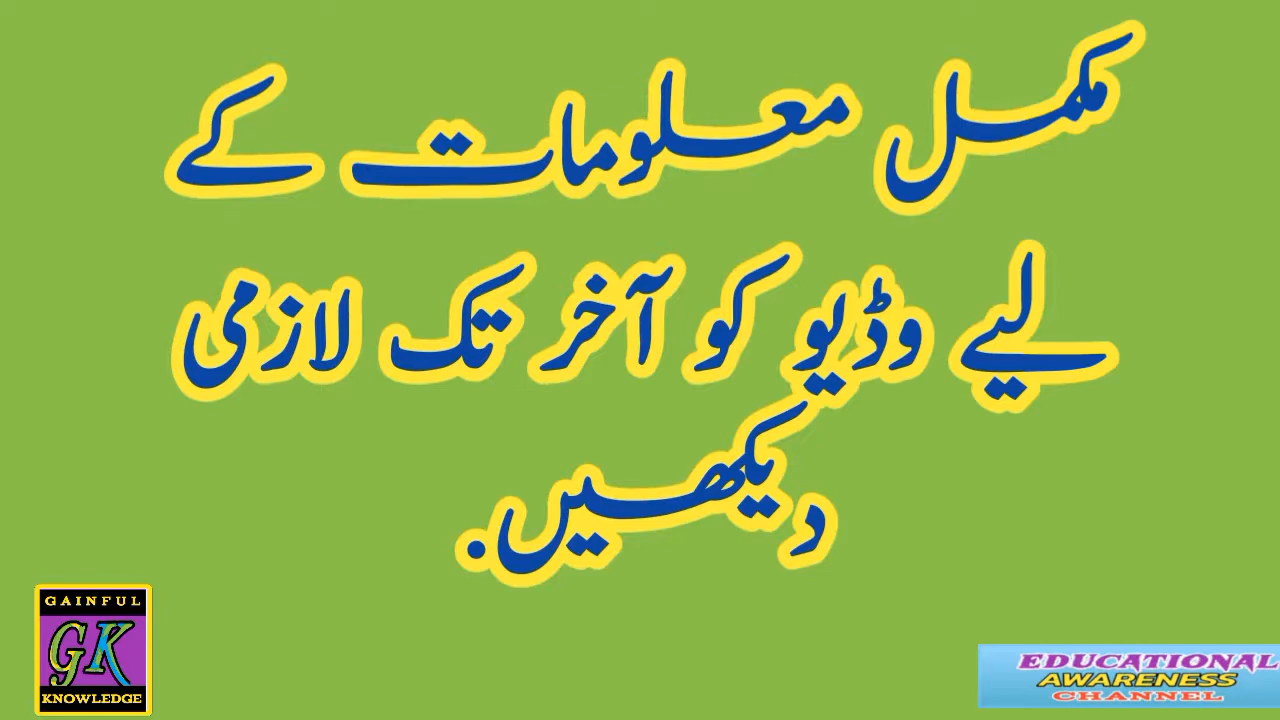 مکمل معلومات کے
لیے وڈیو کو آخر تک لازمی
دیکھیں.
GAINFUL
GK
KNOWLEDGE
EDUCATIONAL
AWARENESS
CHANNEL